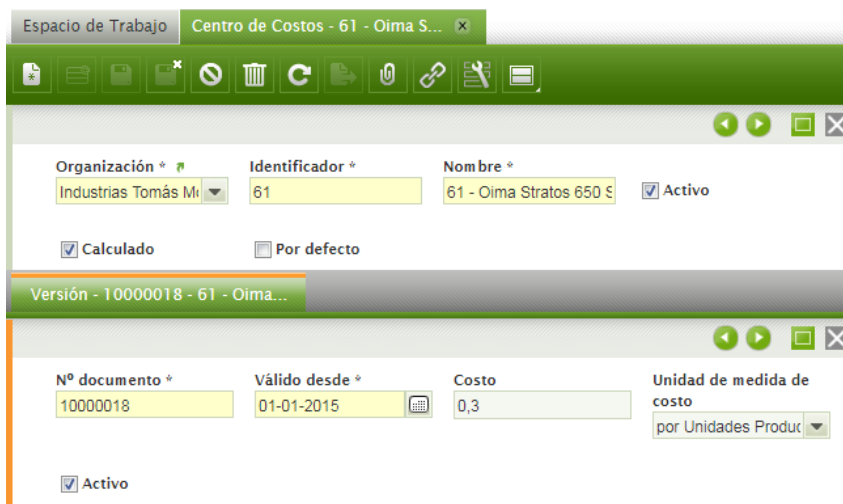 Espacio de Trabajo Centro de Costos - 61 - Oima S...
Organización * Identificador * Nombre *
Industrias Tomás Mo 61 61 - Oima Stratos 650 S Activo
Calculado Por defecto
Versión - 10000018 - 61 - Oima...
Nº documento * Válido desde * Costo Unidad de medida de
costo
10000018 01-01-2015 0,3
por Unidades Produc
Activo